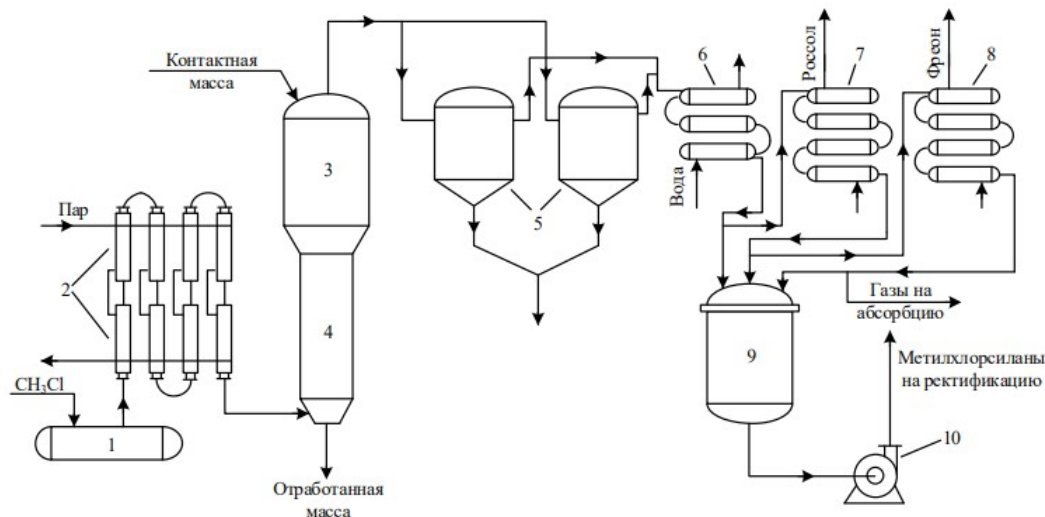 Контактная
масса
Пар
CH₃Cl
1
2
3
4
Отработанная
масса
5
6
Вода
Россол
7
Фреон
8
Газы на
абсорбцию
9
Метилхлорсиланы
на ректификацию
10